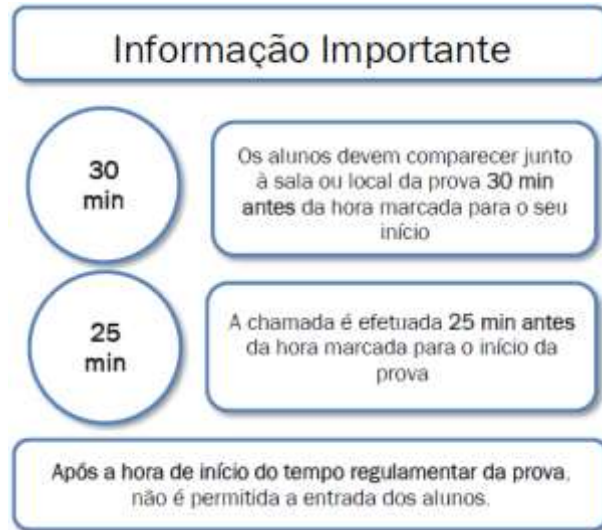 Informação Importante
30
min
Os alunos devem comparecer junto
à sala ou local da prova 30 min
antes da hora marcada para o seu
início
25
min
A chamada é efetuada 25 min antes
da hora marcada para o início da
prova
Após a hora de início do tempo regulamentar da prova,
não é permitida a entrada dos alunos.